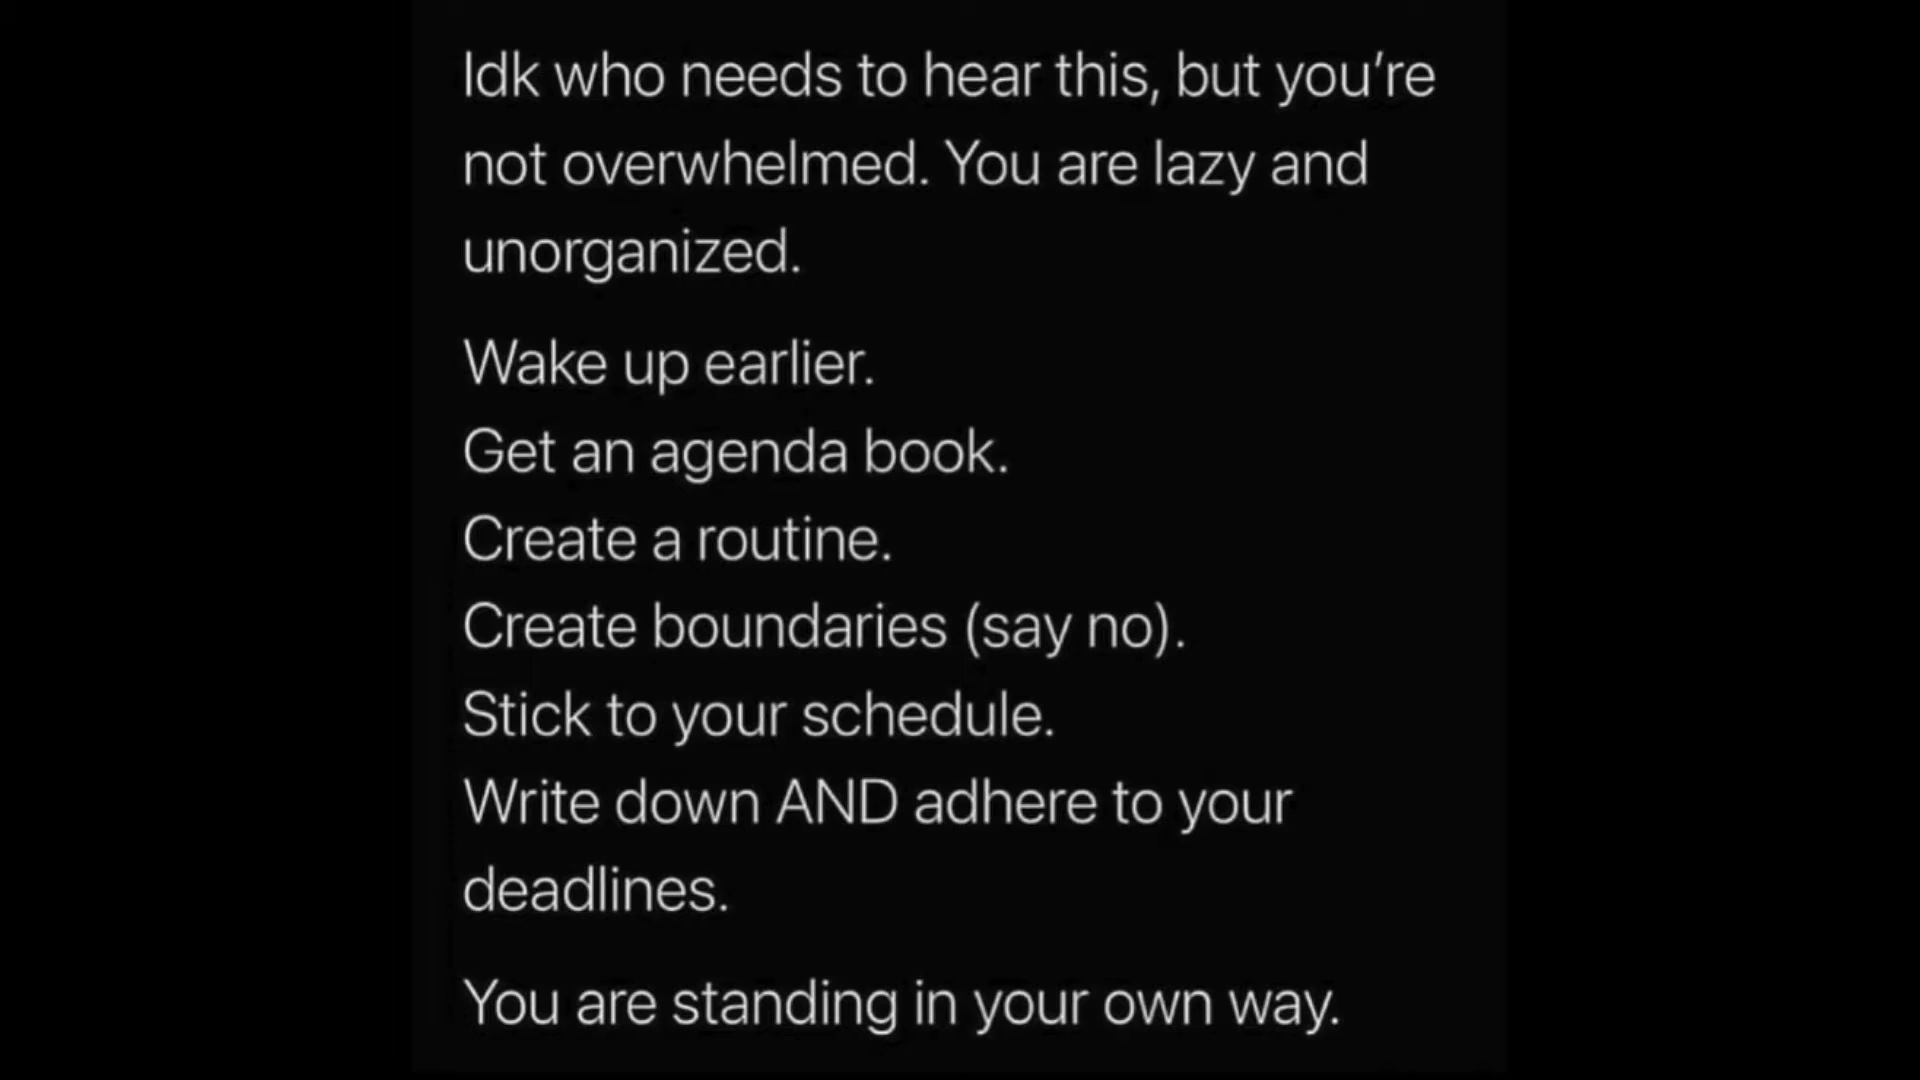 Idk who needs to hear this, but you’re
not overwhelmed. You are lazy and
unorganized.
Wake up earlier.
Get an agenda book.
Create a routine.
Create boundaries (say no).
Stick to your schedule.
Write down AND adhere to your
deadlines.
You are standing in your own way.